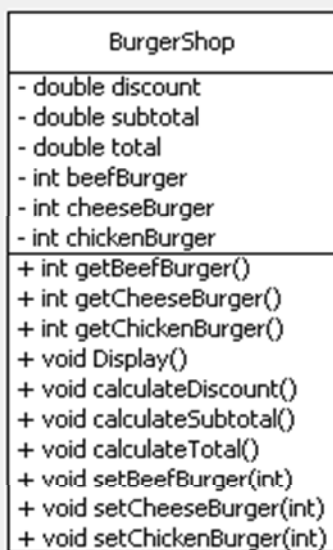 BurgerShop
- double discount
- double subtotal
- double total
- int beefBurger
- int cheeseBurger
- int chickenBurger
+ int getBeefBurger()
+ int getCheeseBurger()
+ int getChickenBurger()
+ void Display()
+ void calculateDiscount()
+ void calculateSubtotal()
+ void calculateTotal()
+ void setBeefBurger(int)
+ void setCheeseBurger(int)
+ void setChickenBurger(int)